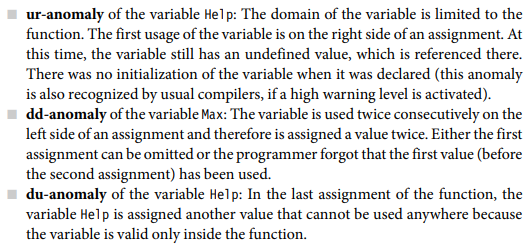 ■ ur-anomaly of the variable Help: The domain of the variable is limited to the
function. The first usage of the variable is on the right side of an assignment. At
this time, the variable still has an undefined value, which is referenced there.
There was no initialization of the variable when it was declared (this anomaly
is also recognized by usual compilers, if a high warning level is activated).
■ dd-anomaly of the variable Max: The variable is used twice consecutively on the
left side of an assignment and therefore is assigned a value twice. Either the first
assignment can be omitted or the programmer forgot that the first value (before
the second assignment) has been used.
■ du-anomaly of the variable Help: In the last assignment of the function, the
variable Help is assigned another value that cannot be used anywhere because
the variable is valid only inside the function.